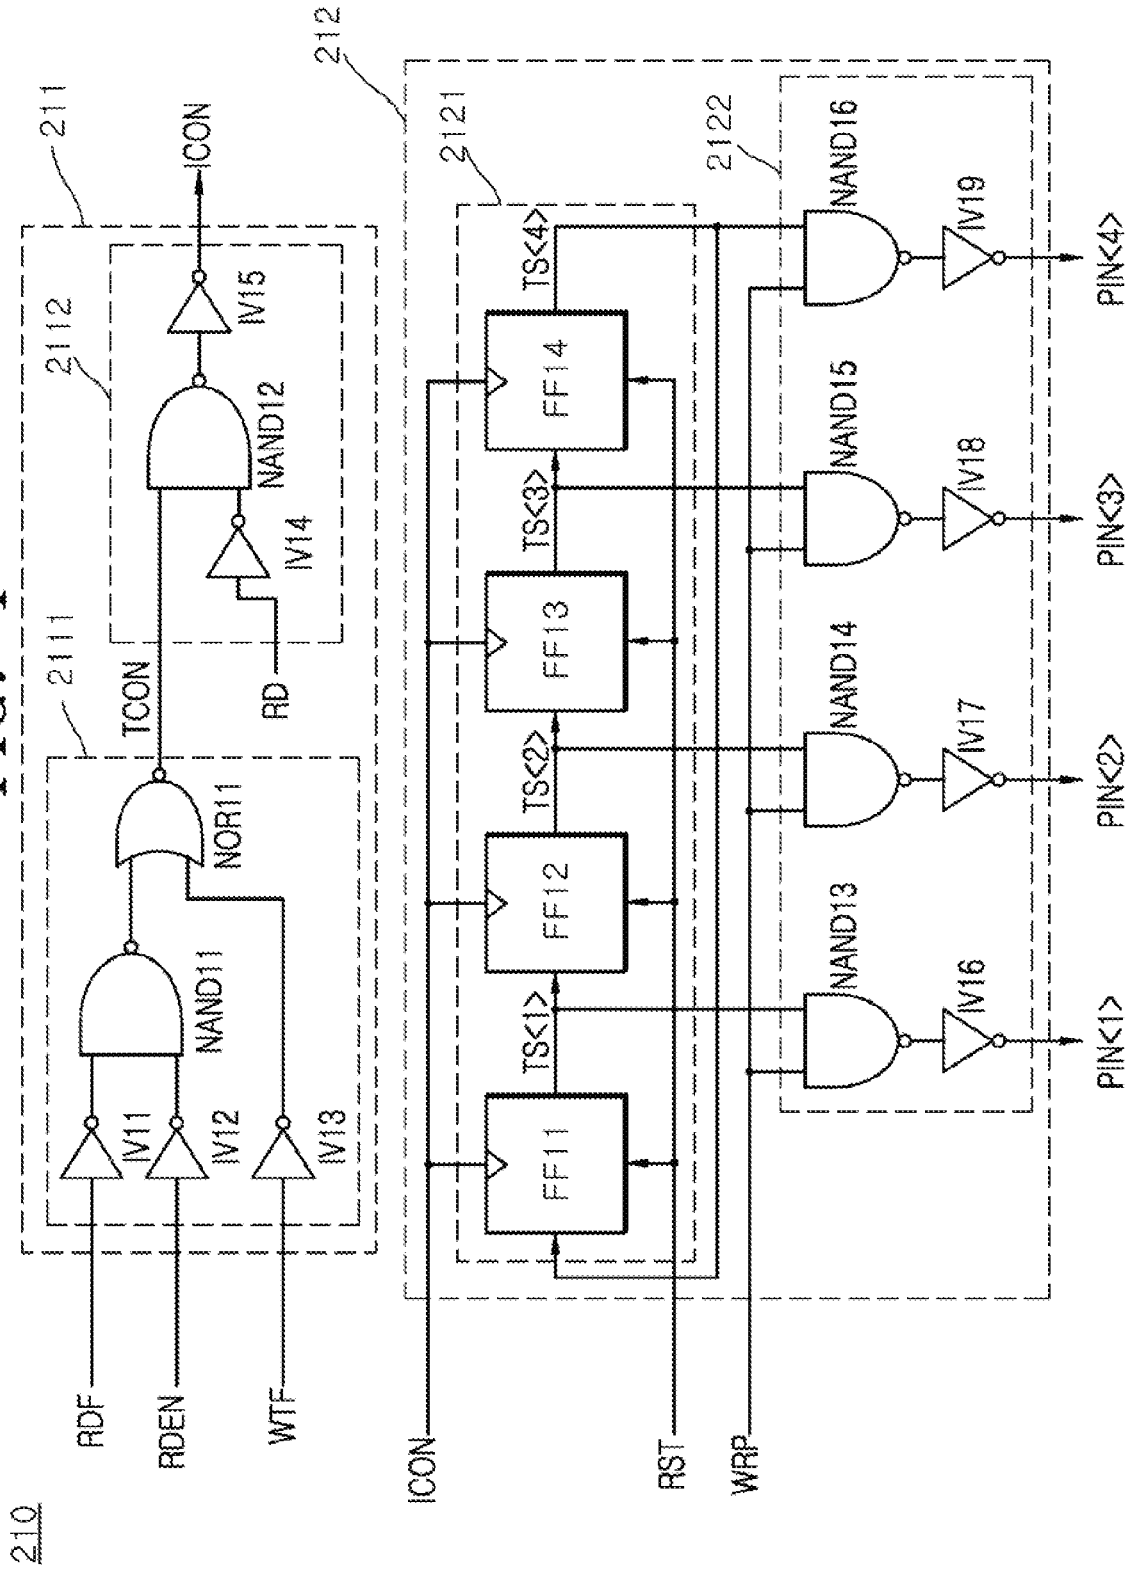 210
211
2111
2112
RDF
RDEN
WTF
IV11
IV12
IV13
NAND11
NOR11
TCON
RD
IV14
NAND12
IV15
ICON
212
2121
2122
ICON
RST
WRP
FF11
TS<1>
FF12
TS<2>
FF13
TS<3>
FF14
TS<4>
NAND13
NAND14
NAND15
NAND16
IV16
IV17
IV18
IV19
PIN<1>
PIN<2>
PIN<3>
PIN<4>